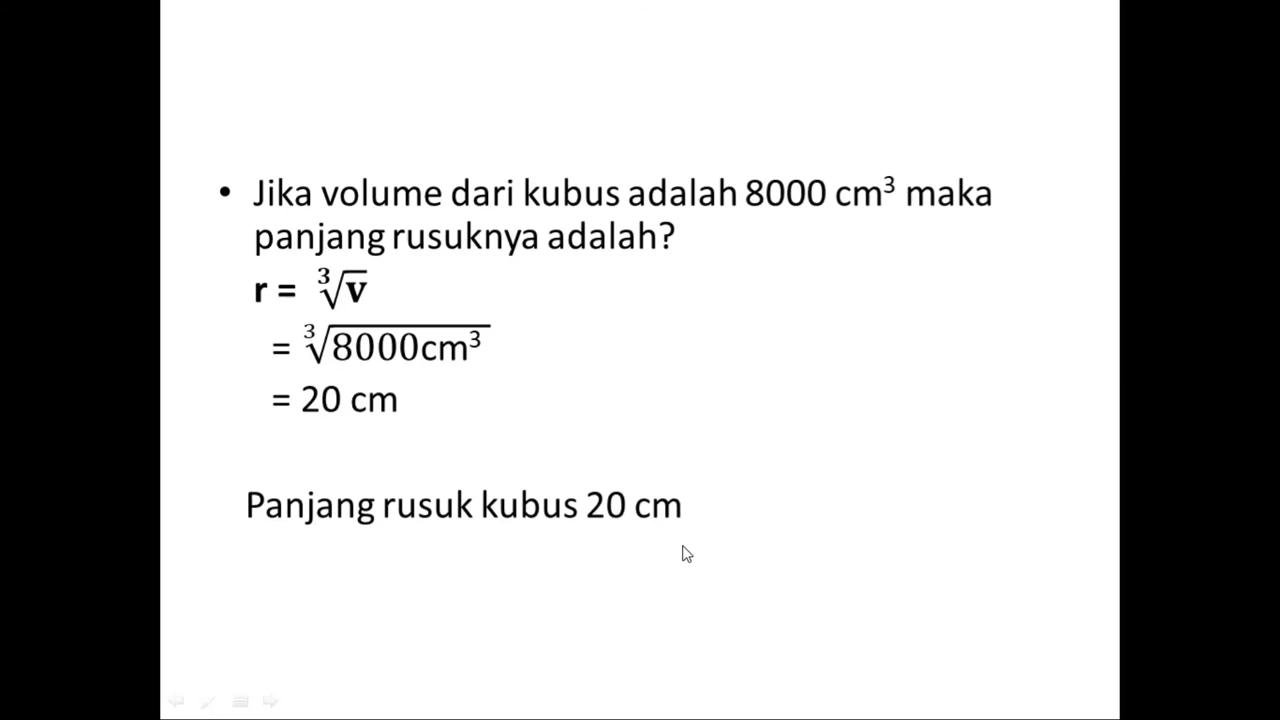 • Jika volume dari kubus adalah 8000 cm³ maka
panjang rusuknya adalah?
r = ∛v
= ∛8000cm³
= 20 cm
Panjang rusuk kubus 20 cm